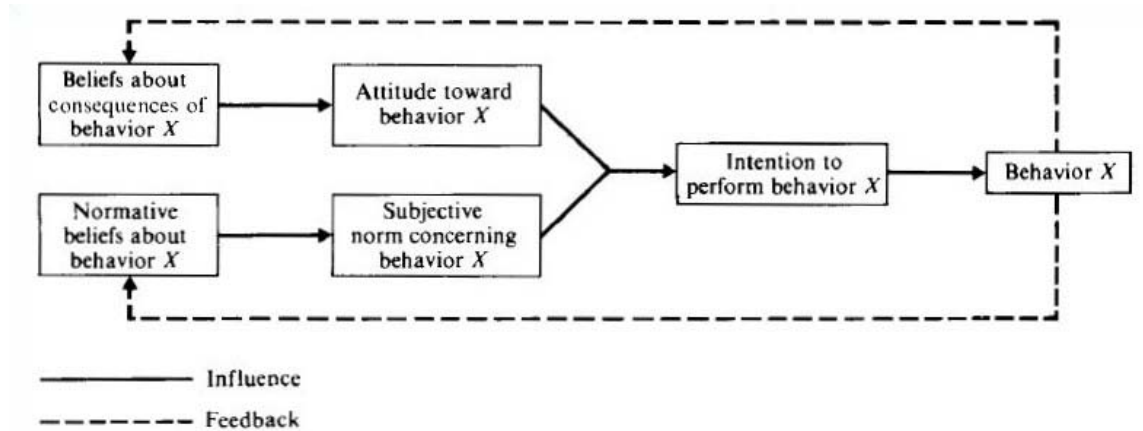 Beliefs about
consequences of
behavior X
Attitude toward
behavior X
Normative
beliefs about
behavior X
Subjective
norm concerning
behavior X
Intention to
perform behavior X
Behavior X
Influence
Feedback